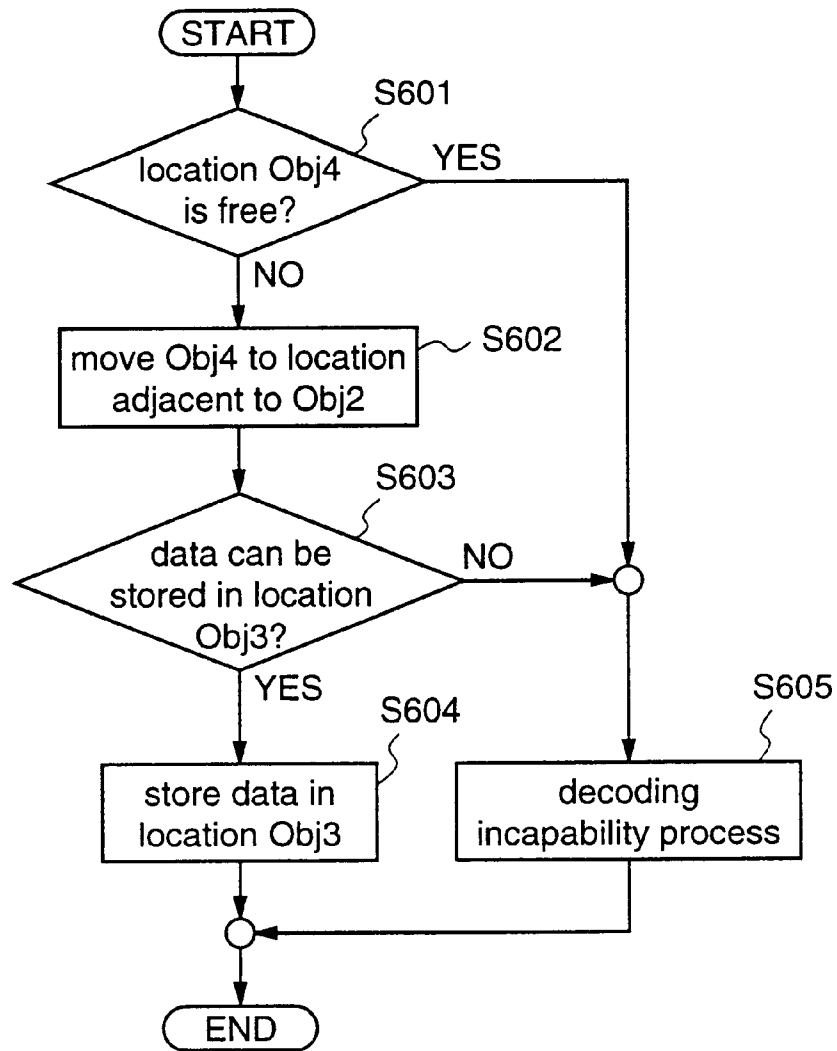 START
S601
location Obj4
is free?
YES
NO
S602
move Obj4 to location
adjacent to Obj2
S603
data can be
stored in location
Obj3?
NO
YES
S604
store data in
location Obj3
S605
decoding
incapability process
END